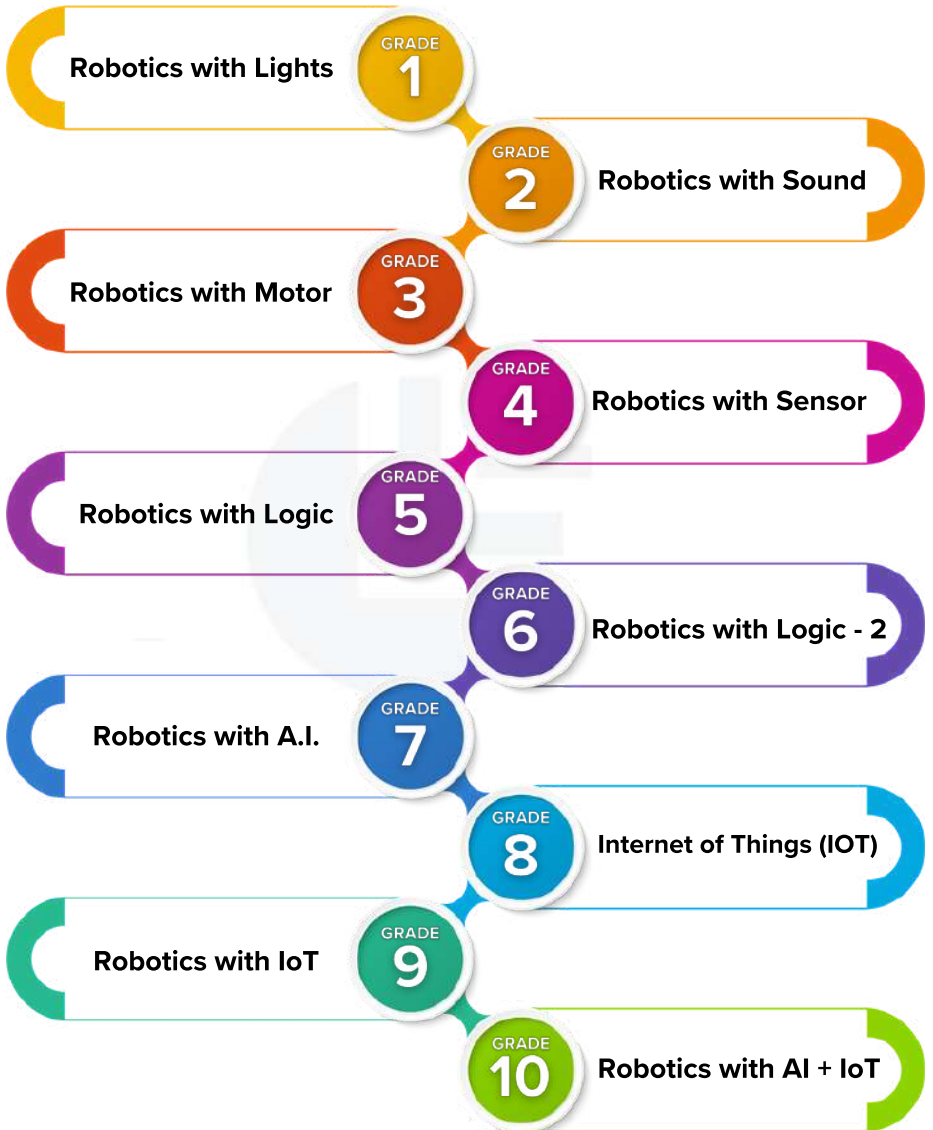 Robotics with Lights
GRADE
1
GRADE
2
Robotics with Sound
Robotics with Motor
GRADE
3
GRADE
4
Robotics with Sensor
Robotics with Logic
GRADE
5
GRADE
6
Robotics with Logic - 2
Robotics with A.I.
GRADE
7
GRADE
8
Internet of Things (IOT)
Robotics with IoT
GRADE
9
GRADE
10
Robotics with AI + IoT